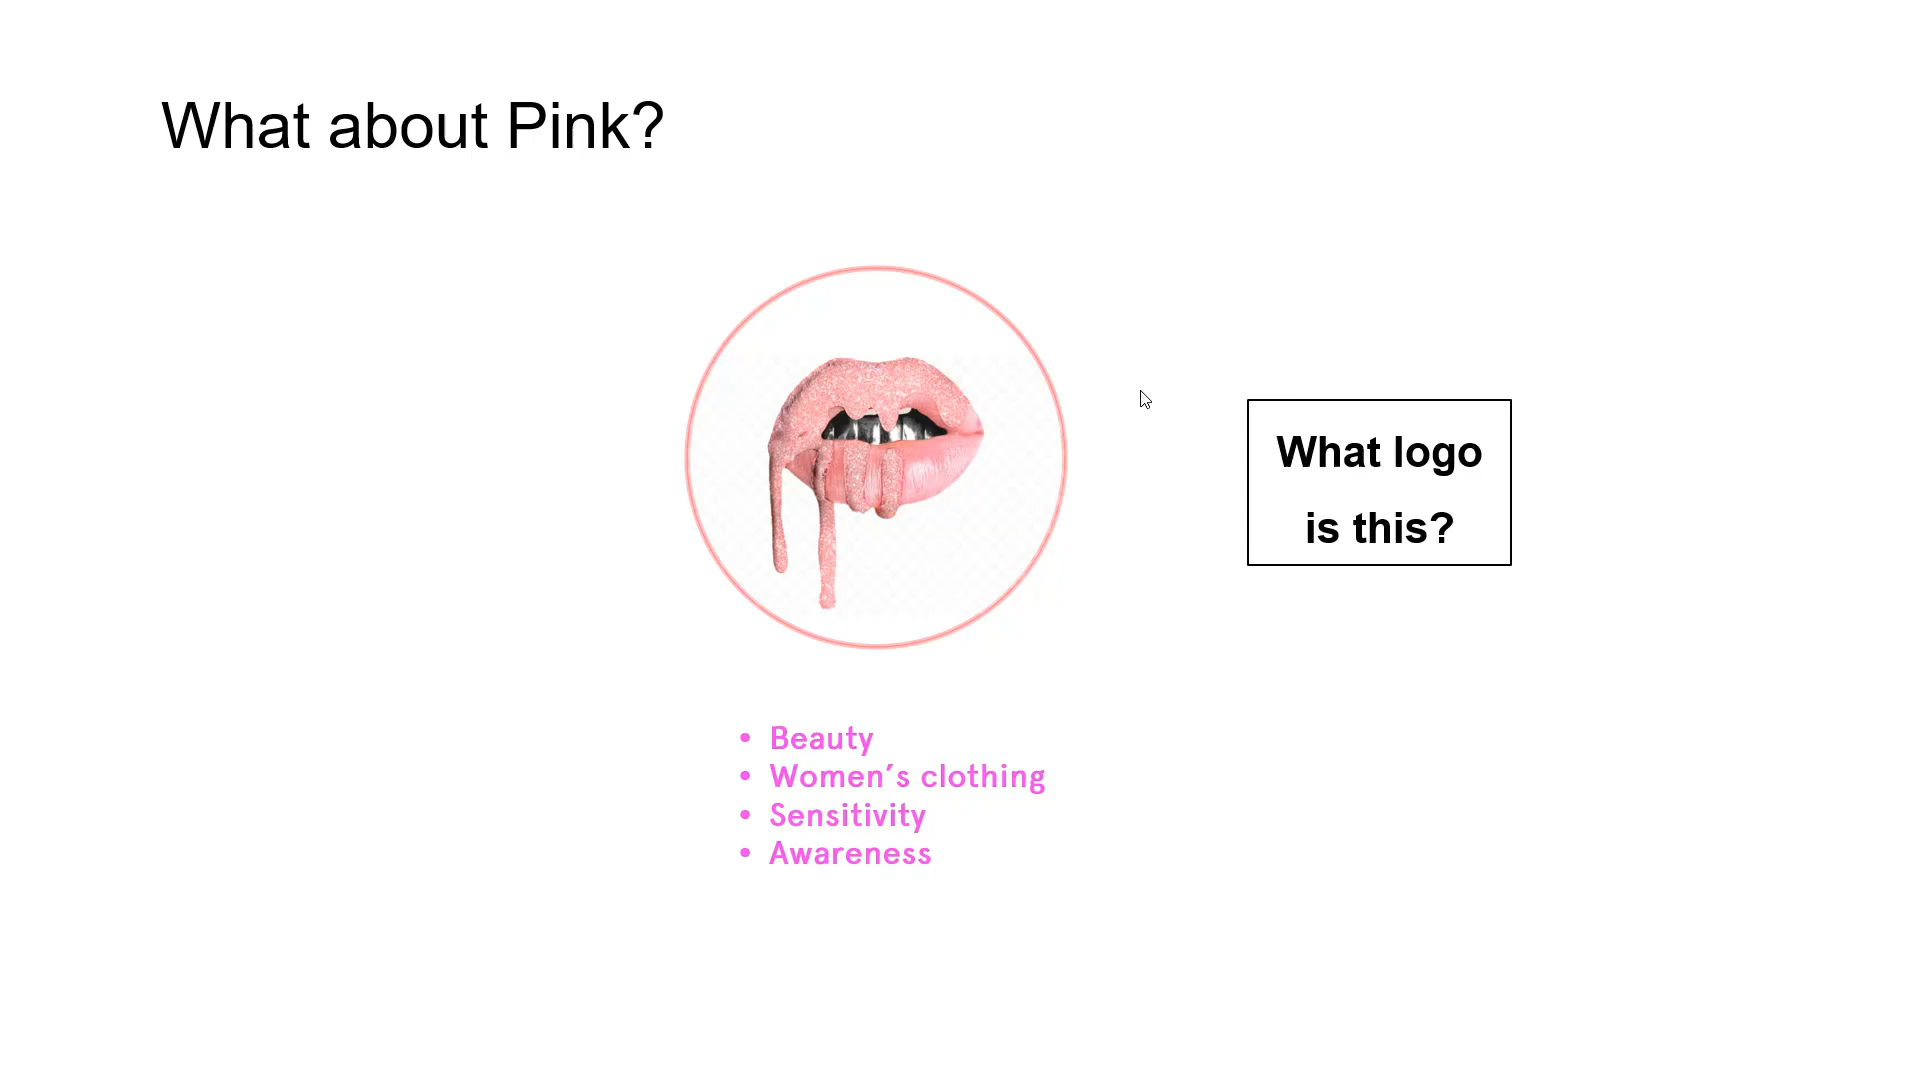 What about Pink?
What logo
is this?
• Beauty
• Women’s clothing
• Sensitivity
• Awareness